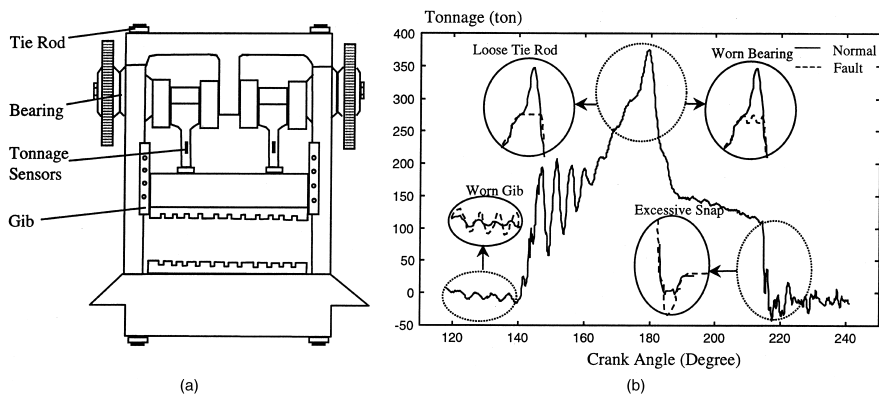 Tie Rod
Bearing
Tonnage
Sensors
Gib
(a)
Tonnage (ton)
400
350
300
250
200
150
100
50
0
-50
120
140
160
180
200
220
240
Crank Angle (Degree)
Loose Tie Rod
Worn Bearing
Normal
Fault
Worn Gib
Excessive Snap
(b)